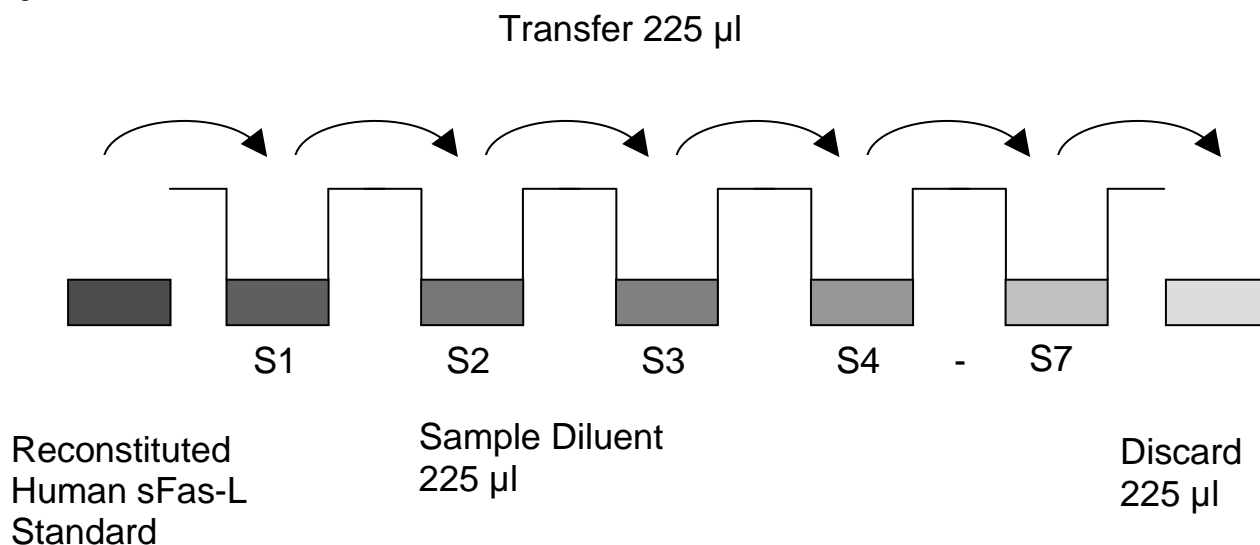 Transfer 225 µl
S1 S2 S3 S4 - S7
Reconstituted
Human sFas-L
Standard
Sample Diluent
225 µl
Discard
225 µl